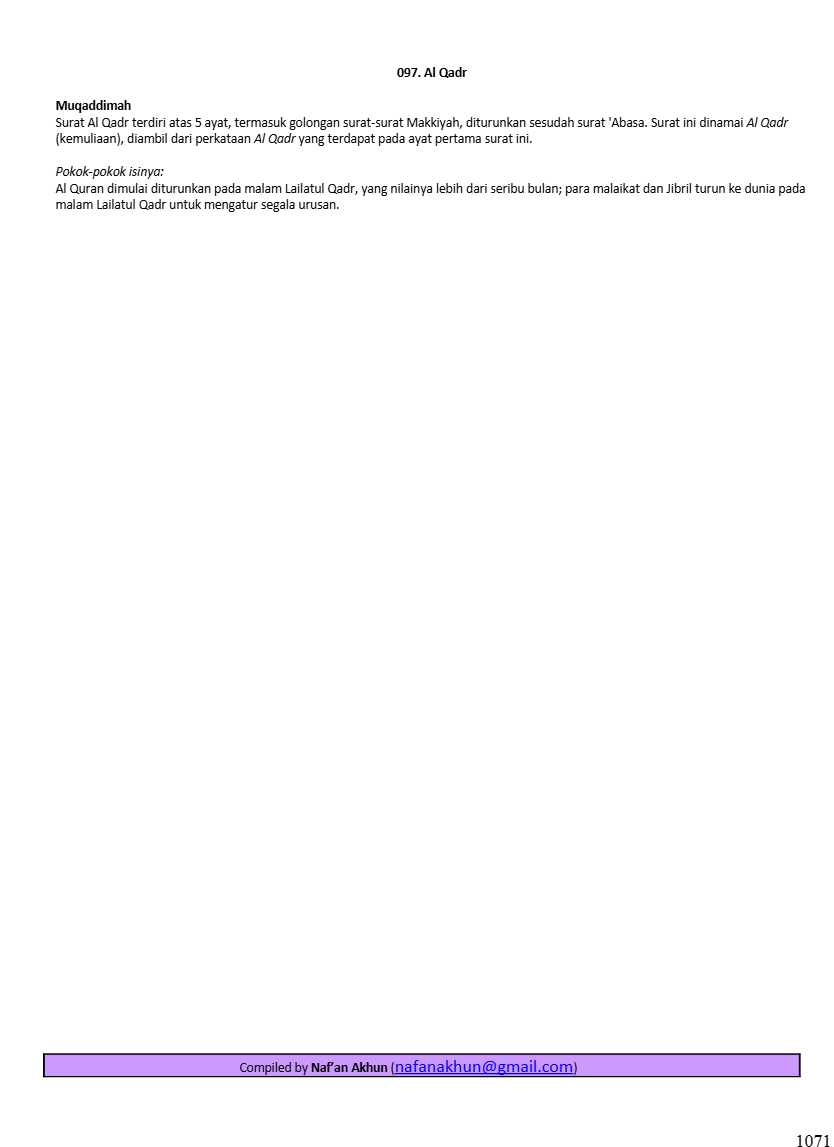 097. Al Qadr
Muqaddimah
Surat Al Qadr terdiri atas 5 ayat, termasuk golongan surat-surat Makkiyah, diturunkan sesudah surat 'Abasa. Surat ini dinamai Al Qadr
(kemuliaan), diambil dari perkataan Al Qadr yang terdapat pada ayat pertama surat ini.
Pokok-pokok isinya:
Al Quran dimulai diturunkan pada malam Lailatul Qadr, yang nilainya lebih dari seribu bulan; para malaikat dan Jibril turun ke dunia pada
malam Lailatul Qadr untuk mengatur segala urusan.
Compiled by Naf’an Akhun (nafanakhun@gmail.com)
1071